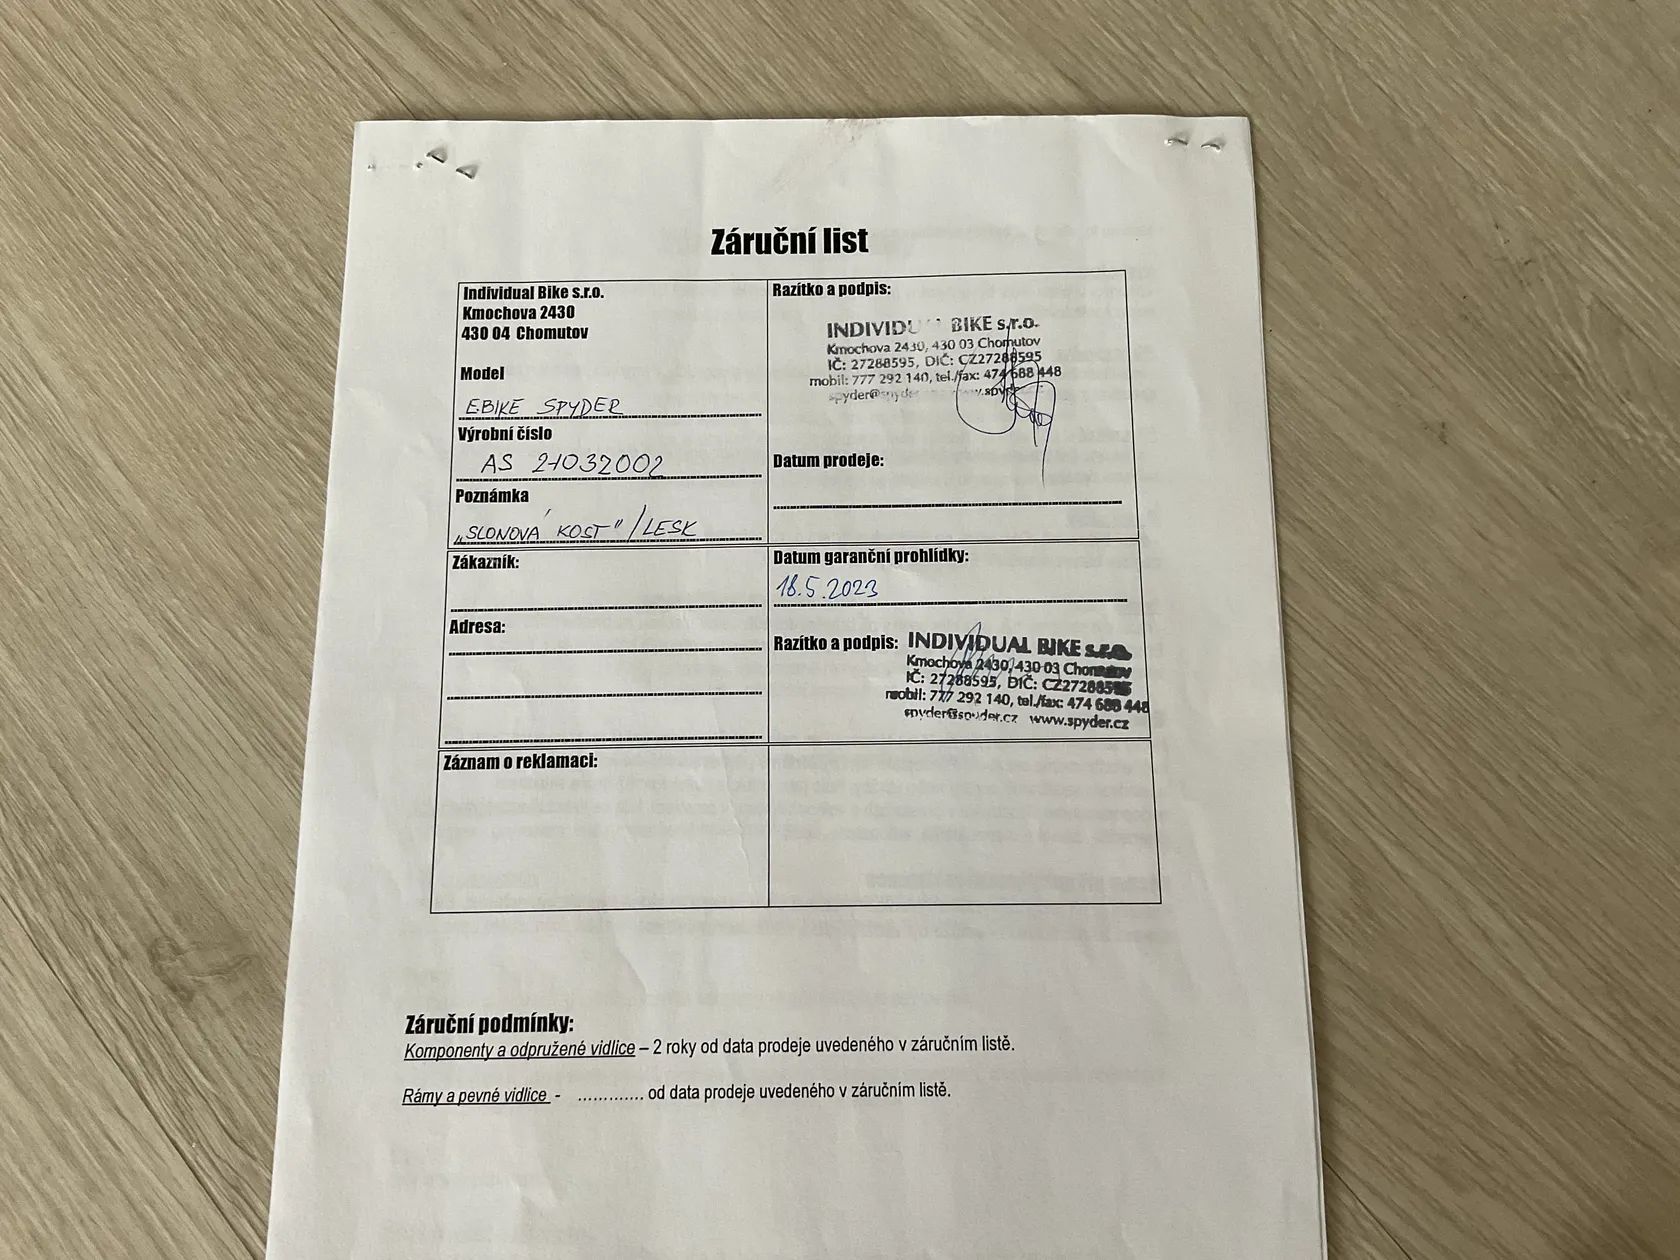 Záruční list
Individual Bike s.r.o.
Kmochova 2430
430 04 Chomutov
Model
EBIKE SPYDER
Výrobní číslo
AS 21032002
Poznámka
„SLONOVÁ KOST" / LESK
Razítko a podpis:
BIKE s.r.o.
Kmochova 2430, 430 03 Chomutov
IČ: 27288595, DIČ: CZ27288595
mobil: 777 292 140, tel./fax: 474 688 448
Datum prodeje:
Zákazník:
Adresa:
Datum garanční prohlídky:
18.5.2023
Razítko a podpis:
INDIVIDUAL BIKE s.r.o.
Kmochova 2430, 430 03 Chomutov
IČ: 27288595, DIČ: CZ27288595
mobil: 777 292 140, tel./fax: 474 688 448
spyder@spyder.cz www.spyder.cz
Záznam o reklamaci:
Záruční podmínky:
Komponenty a odpružené vidlice – 2 roky od data prodeje uvedeného v záručním listě.
Rámy a pevné vidlice - ............. od data prodeje uvedeného v záručním listě.